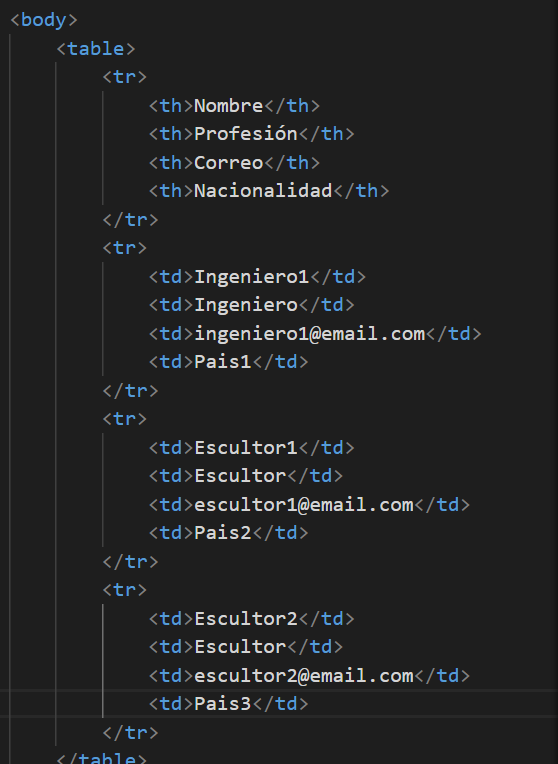 <body>
<table>
<tr>
<th>Nombre</th>
<th>Profesión</th>
<th>Correo</th>
<th>Nacionalidad</th>
</tr>
<tr>
<td>Ingeniero1</td>
<td>Ingeniero</td>
<td>ingeniero1@email.com</td>
<td>Pais1</td>
</tr>
<tr>
<td>Escultor1</td>
<td>Escultor</td>
<td>escultor1@email.com</td>
<td>Pais2</td>
</tr>
<tr>
<td>Escultor2</td>
<td>Escultor</td>
<td>escultor2@email.com</td>
<td>Pais3</td>
</tr>
</table>